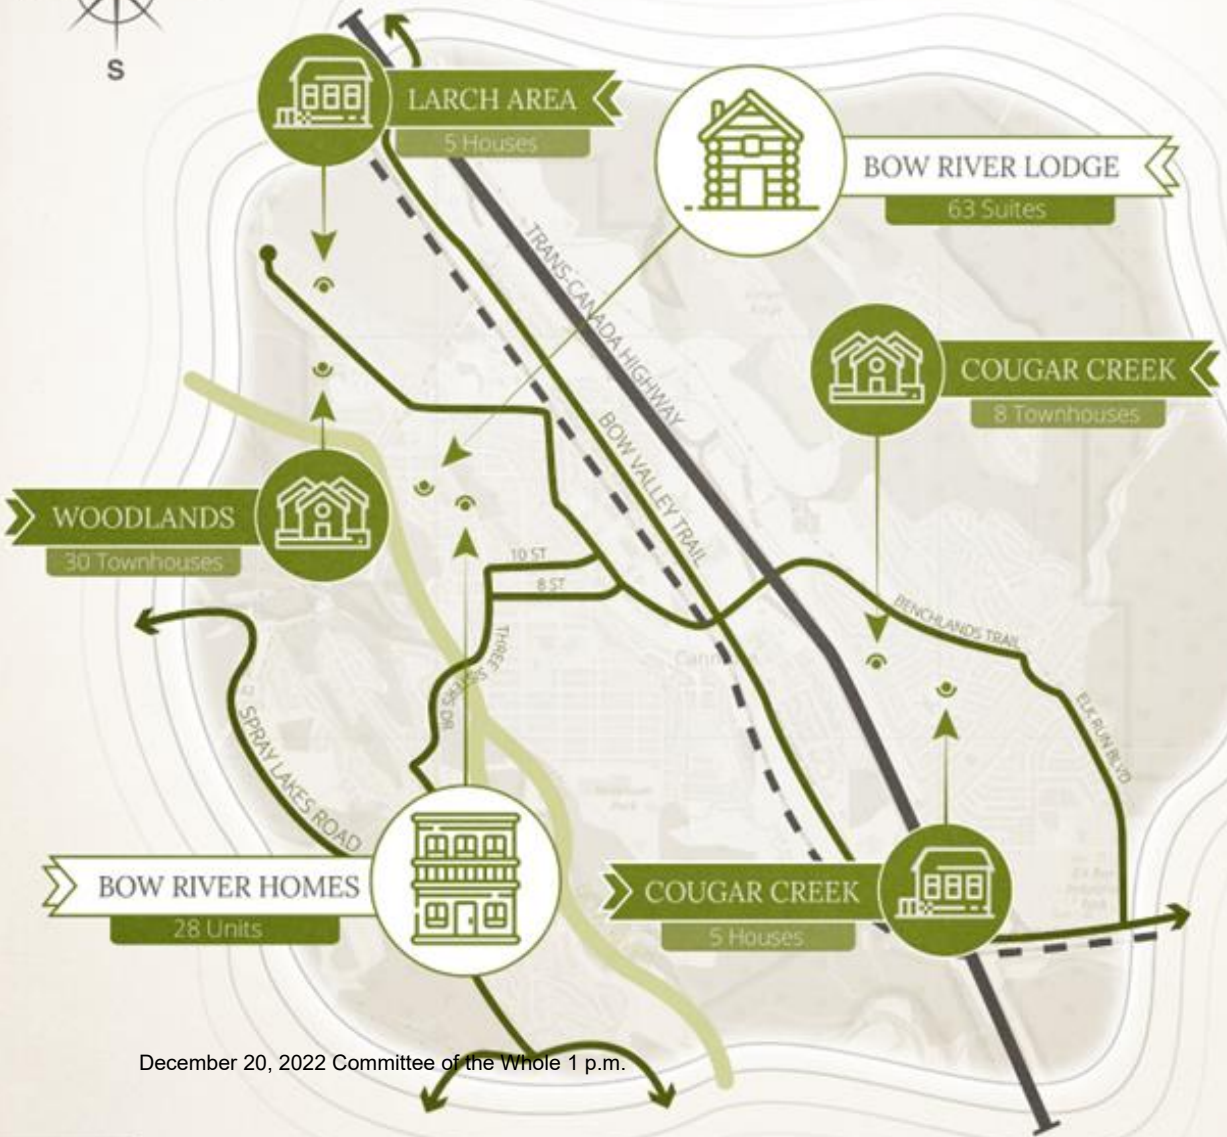 S
LARCH AREA
5 Houses
BOW RIVER LODGE
63 Suites
TRANS-CANADA HIGHWAY
COUGAR CREEK
8 Townhouses
BOW VALLEY TRAIL
WOODLANDS
30 Townhouses
10 ST
8 ST
BENCHLANDS TRAIL
THREE SISTERS DR
ELK RUN BLVD
SPRAY LAKES ROAD
BOW RIVER HOMES
28 Units
COUGAR CREEK
5 Houses
December 20, 2022 Committee of the Whole 1 p.m.